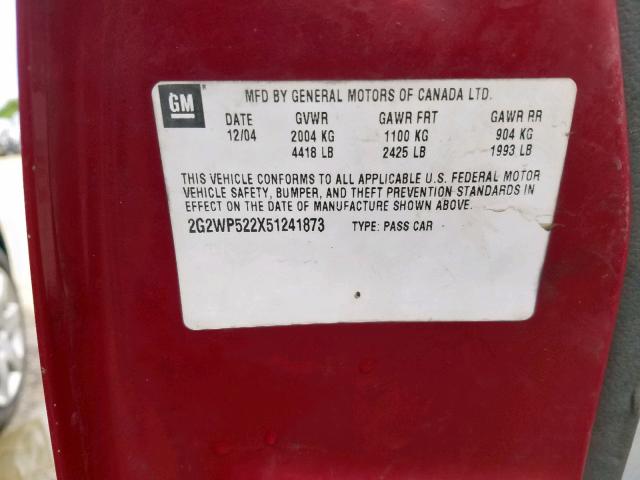 GM
MFD BY GENERAL MOTORS OF CANADA LTD.
DATE GVWR GAWR FRT GAWR RR
12/04 2004 KG 1100 KG 904 KG
4418 LB 2425 LB 1993 LB
THIS VEHICLE CONFORMS TO ALL APPLICABLE U.S. FEDERAL MOTOR
VEHICLE SAFETY, BUMPER, AND THEFT PREVENTION STANDARDS IN
EFFECT ON THE DATE OF MANUFACTURE SHOWN ABOVE.
2G2WP522X51241873 TYPE: PASS CAR